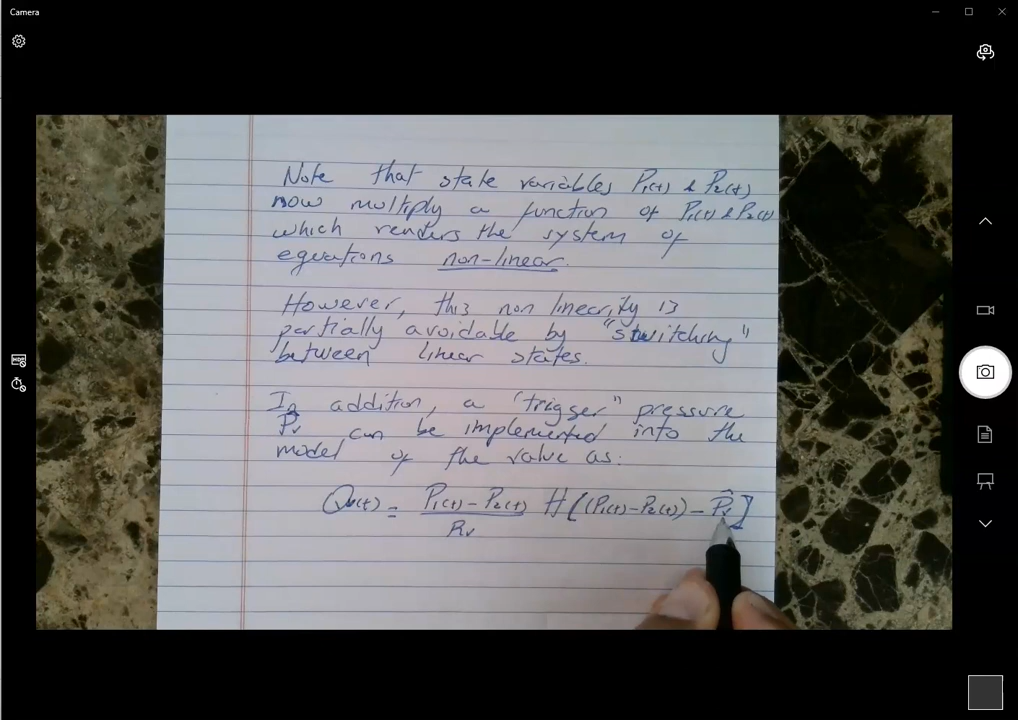 Camera
Note that state variables P₁(t) & P₂(t)
now multiply a function of P₁(t) & P₂(t)
which renders the system of
equations non-linear.
However, this non linearity is
partially avoidable by "switching"
between linear states.
In addition, a "trigger" pressure
P̂v can be implemented into the
model of the value as:
Qv(t) = P₁(t) - P₂(t) / Rv H[(P₁(t) - P₂(t)) - P̂v]